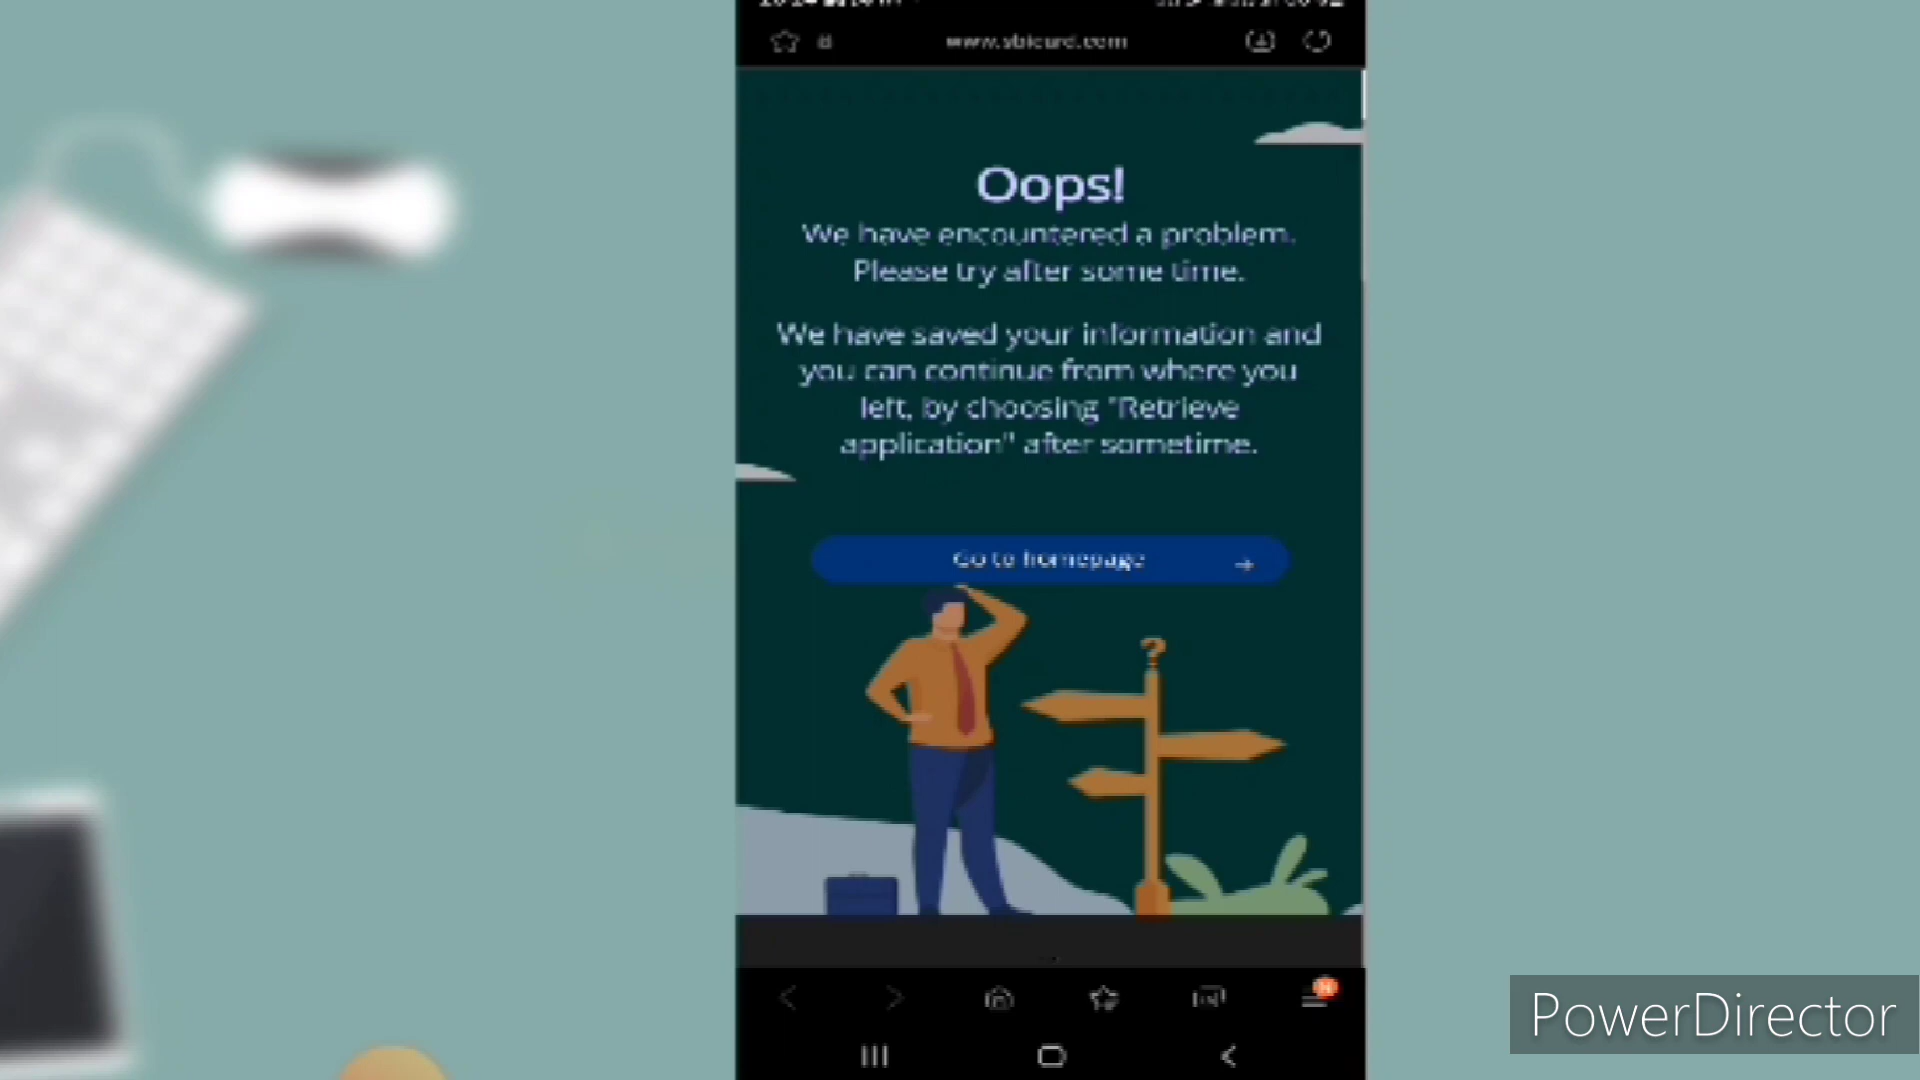 www.sbicard.com
Oops!
We have encountered a problem.
Please try after some time.
We have saved your information and
you can continue from where you
left, by choosing "Retrieve
application" after sometime.
Go to homepage
?
N
PowerDirector